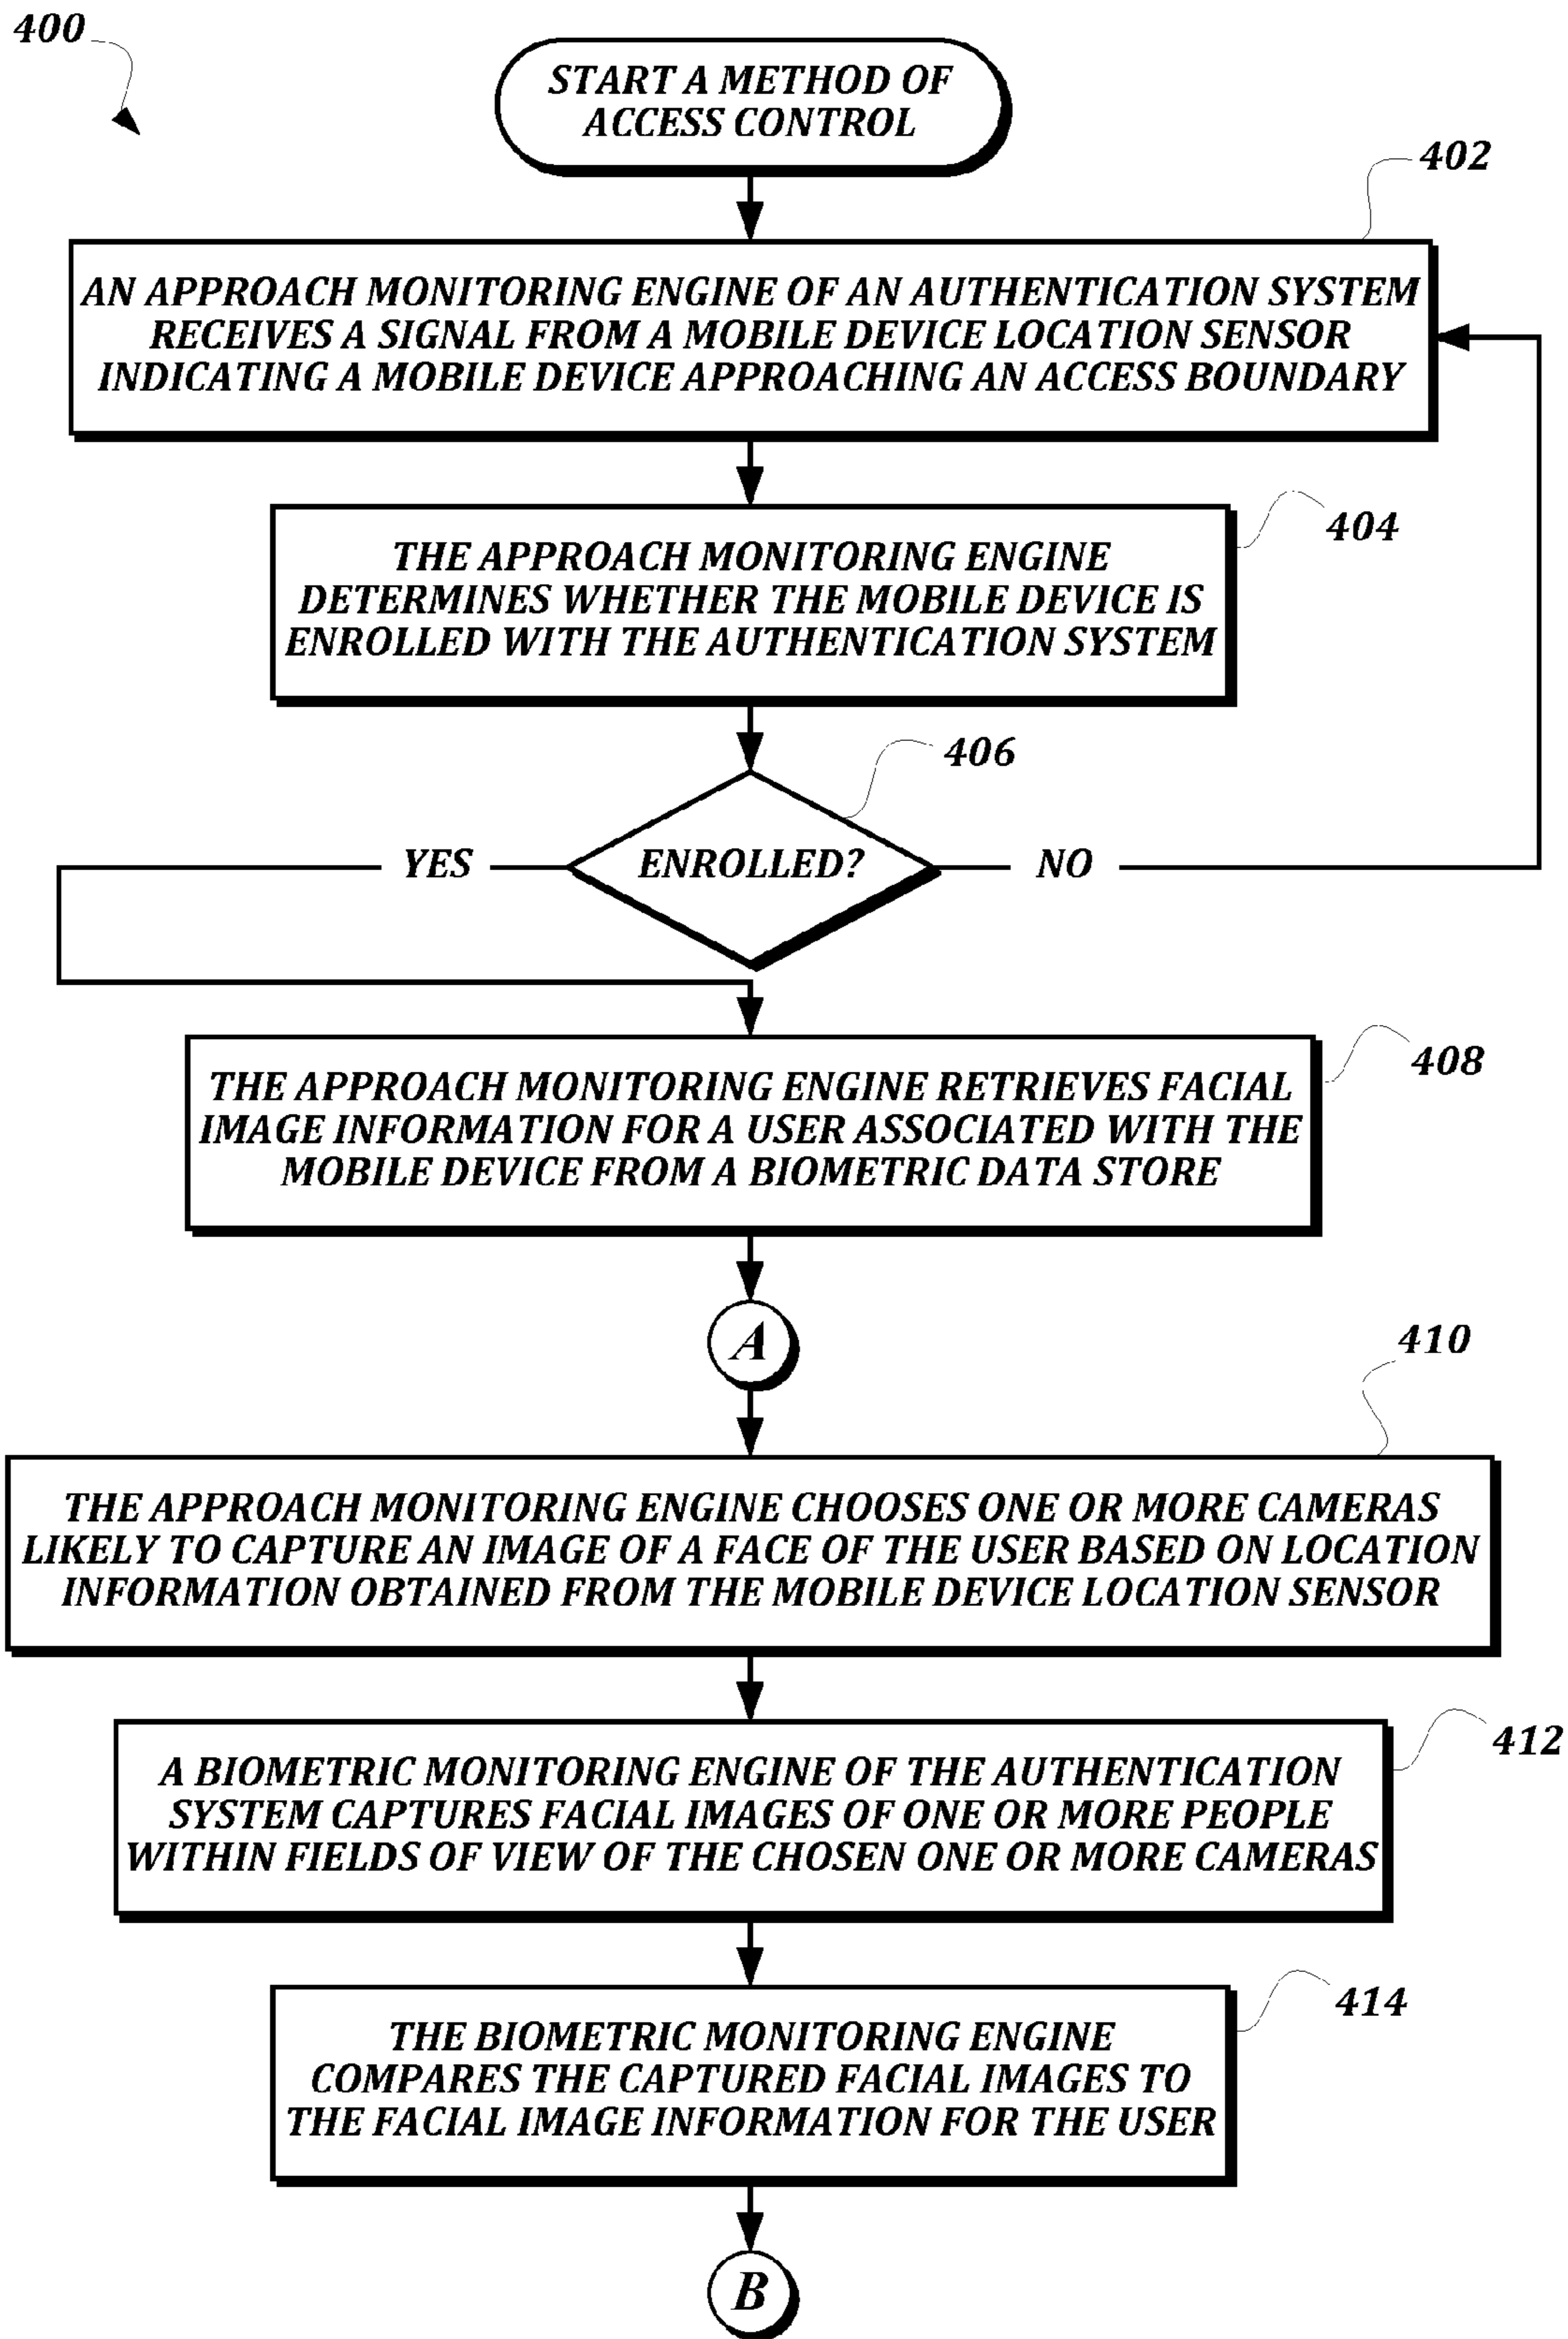 400
START A METHOD OF
ACCESS CONTROL
402
AN APPROACH MONITORING ENGINE OF AN AUTHENTICATION SYSTEM
RECEIVES A SIGNAL FROM A MOBILE DEVICE LOCATION SENSOR
INDICATING A MOBILE DEVICE APPROACHING AN ACCESS BOUNDARY
404
THE APPROACH MONITORING ENGINE
DETERMINES WHETHER THE MOBILE DEVICE IS
ENROLLED WITH THE AUTHENTICATION SYSTEM
406
YES
ENROLLED?
NO
408
THE APPROACH MONITORING ENGINE RETRIEVES FACIAL
IMAGE INFORMATION FOR A USER ASSOCIATED WITH THE
MOBILE DEVICE FROM A BIOMETRIC DATA STORE
A
410
THE APPROACH MONITORING ENGINE CHOOSES ONE OR MORE CAMERAS
LIKELY TO CAPTURE AN IMAGE OF A FACE OF THE USER BASED ON LOCATION
INFORMATION OBTAINED FROM THE MOBILE DEVICE LOCATION SENSOR
412
A BIOMETRIC MONITORING ENGINE OF THE AUTHENTICATION
SYSTEM CAPTURES FACIAL IMAGES OF ONE OR MORE PEOPLE
WITHIN FIELDS OF VIEW OF THE CHOSEN ONE OR MORE CAMERAS
414
THE BIOMETRIC MONITORING ENGINE
COMPARES THE CAPTURED FACIAL IMAGES TO
THE FACIAL IMAGE INFORMATION FOR THE USER
B